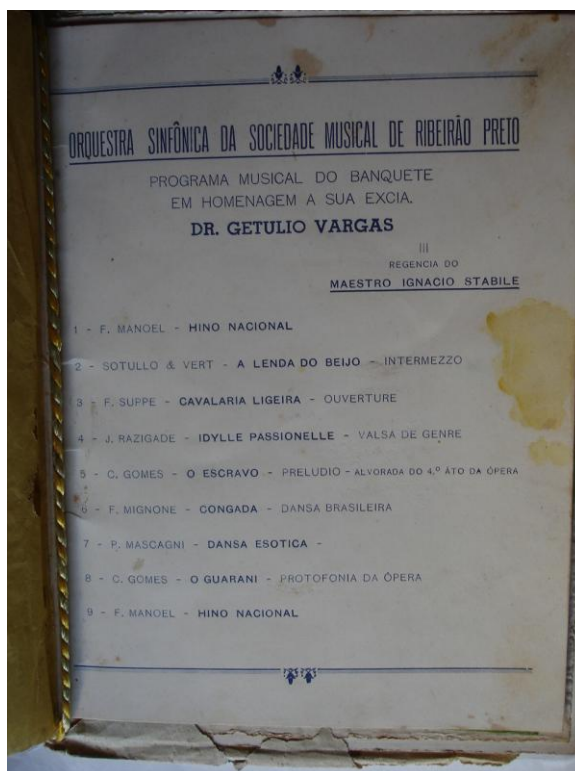 ORQUESTRA SINFÔNICA DA SOCIEDADE MUSICAL DE RIBEIRÃO PRETO
PROGRAMA MUSICAL DO BANQUETE
EM HOMENAGEM A SUA EXCIA.
DR. GETULIO VARGAS
III
REGENCIA DO
MAESTRO IGNACIO STABILE
1 - F. MANOEL - HINO NACIONAL
2 - SOTULLO & VERT - A LENDA DO BEIJO - INTERMEZZO
3 - F. SUPPE - CAVALARIA LIGEIRA - OUVERTURE
4 - J. RAZIGADE - IDYLLE PASSIONELLE - VALSA DE GENRE
5 - C. GOMES - O ESCRAVO - PRELUDIO - ALVORADA DO 4.º ÁTO DA ÓPERA
6 - F. MIGNONE - CONGADA - DANSA BRASILEIRA
7 - P. MASCAGNI - DANSA ESOTICA -
8 - C. GOMES - O GUARANI - PROTOFONIA DA ÓPERA
9 - F. MANOEL - HINO NACIONAL